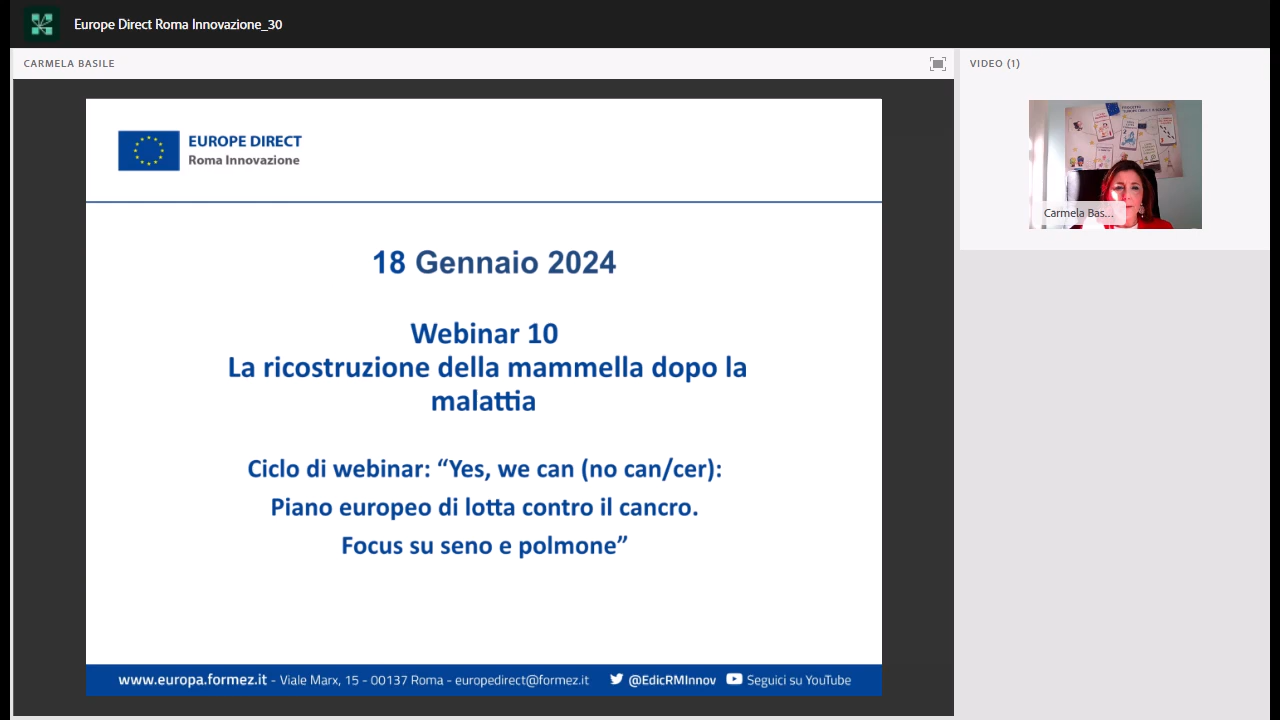 Europe Direct Roma Innovazione_30
CARMELA BASILE
VIDEO (1)
EUROPE DIRECT
Roma Innovazione
Carmela Bas...
18 Gennaio 2024
Webinar 10
La ricostruzione della mammella dopo la
malattia
Ciclo di webinar: “Yes, we can (no can/cer):
Piano europeo di lotta contro il cancro.
Focus su seno e polmone”
www.europa.formez.it - Viale Marx, 15 - 00137 Roma - europedirect@formez.it @EdicRMInnov Seguici su YouTube